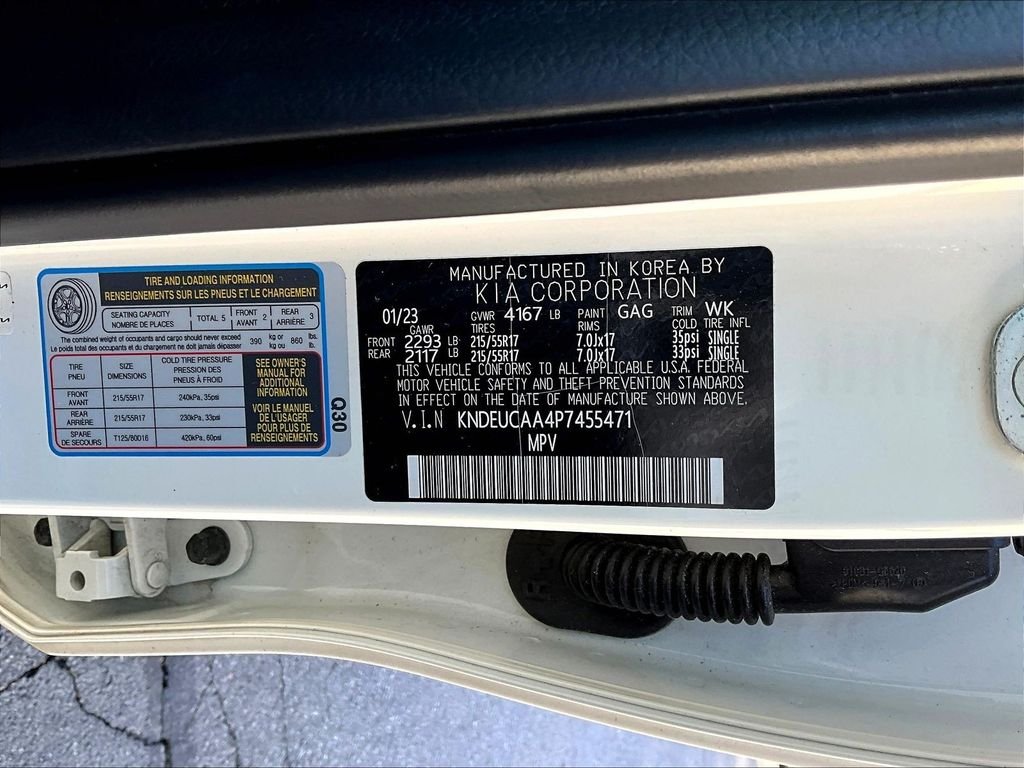 TIRE AND LOADING INFORMATION
RENSEIGNEMENTS SUR LES PNEUS ET LE CHARGEMENT
SEATING CAPACITY
NOMBRE DE PLACES
TOTAL 5
FRONT
AVANT 2
REAR
ARRIÈRE 3
The combined weight of occupants and cargo should never exceed 390 kg or 860 lbs.
Le poids total des occupants et du chargement ne doit jamais dépasser kg ou lb.
TIRE
PNEU
SIZE
DIMENSIONS
COLD TIRE PRESSURE
PRESSION DES
PNEUS À FROID
FRONT
AVANT
215/55R17
240kPa, 35psi
REAR
ARRIÈRE
215/55R17
230kPa, 33psi
SPARE
DE SECOURS
T125/80D16
420kPa, 60psi
SEE OWNER'S
MANUAL FOR
ADDITIONAL
INFORMATION
VOIR LE MANUEL
DE L'USAGER
POUR PLUS DE
RENSEIGNEMENTS
Q30
MANUFACTURED IN KOREA BY
KIA CORPORATION
01/23 GVWR 4167 LB PAINT GAG TRIM WK
GAWR TIRES RIMS COLD TIRE INFL
FRONT 2293 LB 215/55R17 7.0Jx17 35psi SINGLE
REAR 2117 LB 215/55R17 7.0Jx17 33psi SINGLE
THIS VEHICLE CONFORMS TO ALL APPLICABLE U.S.A. FEDERAL
MOTOR VEHICLE SAFETY AND THEFT PREVENTION STANDARDS
IN EFFECT ON THE DATE OF MANUFACTURE SHOWN ABOVE.
V.I.N KNDEUCAA4P7455471
MPV